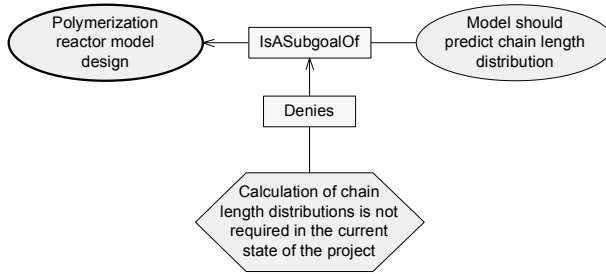 Polymerization
reactor model
design
IsASubgoalOf
Model should
predict chain length
distribution
Denies
Calculation of chain
length distributions is not
required in the current
state of the project